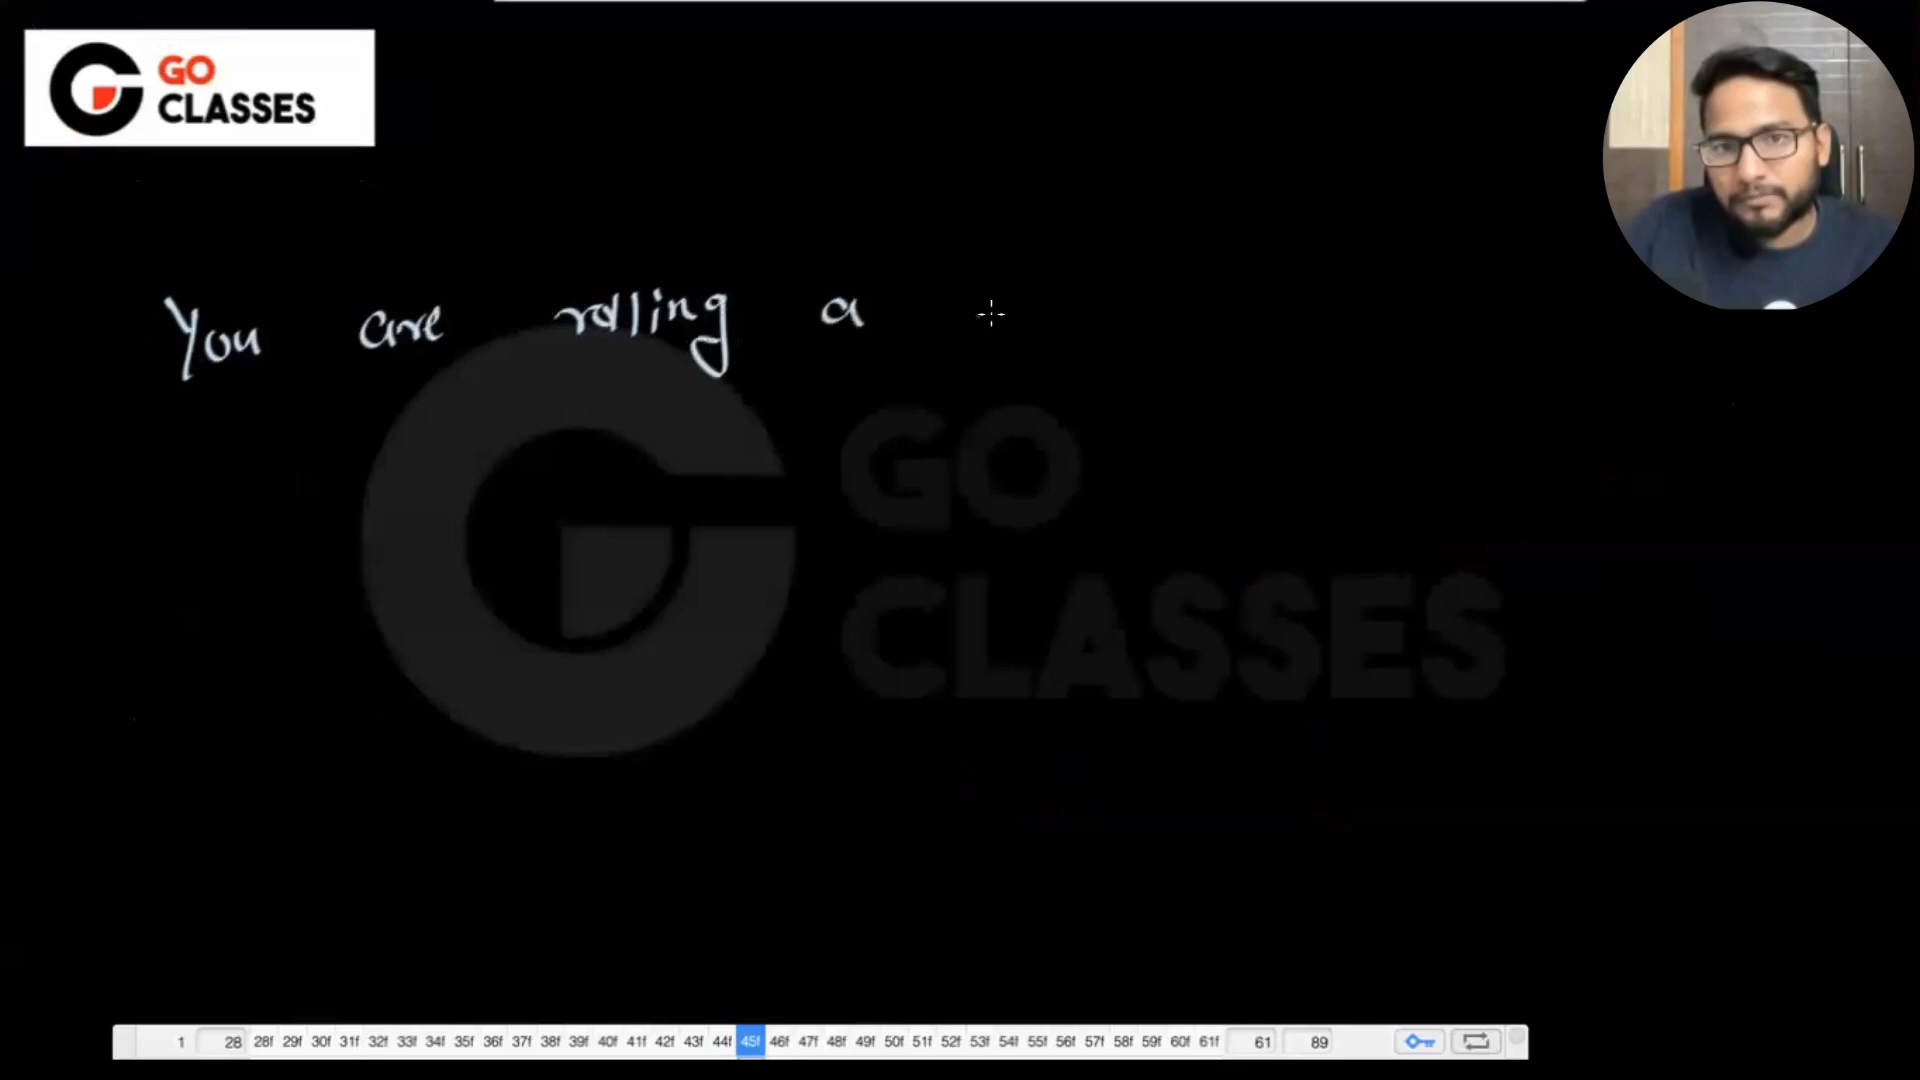 GO
CLASSES
You are rolling a
GO
CLASSES
1 28 28f 29f 30f 31f 32f 33f 34f 35f 36f 37f 38f 39f 40f 41f 42f 43f 44f 45f 46f 47f 48f 49f 50f 51f 52f 53f 54f 55f 56f 57f 58f 59f 60f 61f 61 89